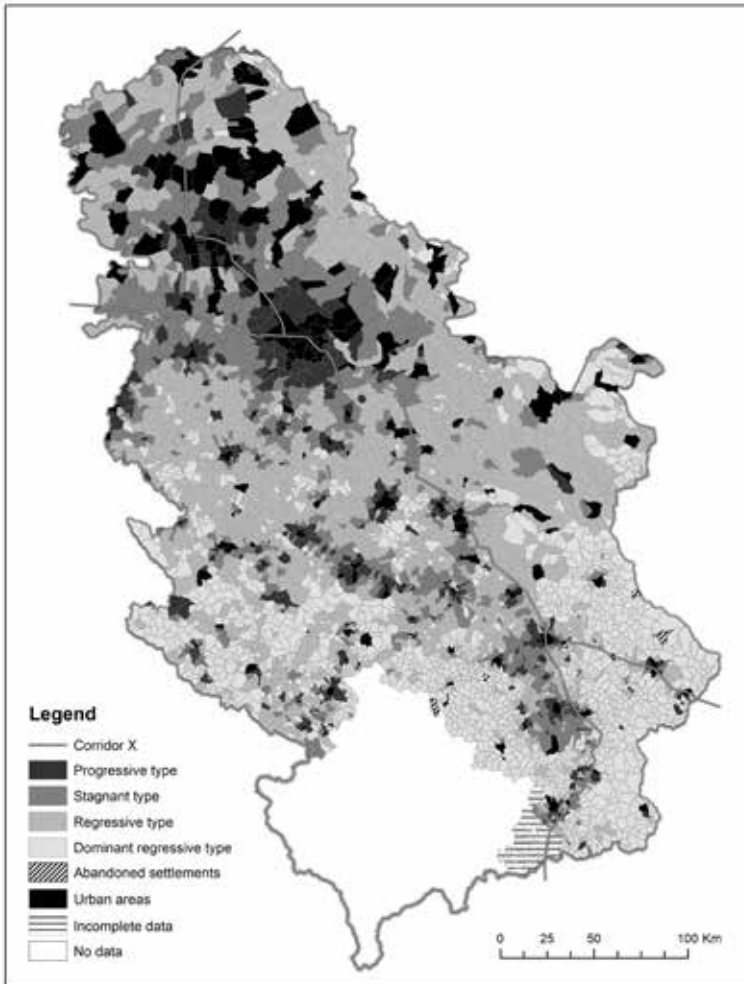 Legend
Corridor X
Progressive type
Stagnant type
Regressive type
Dominant regressive type
Abandoned settlements
Urban areas
Incomplete data
No data
0 25 50 100 Km